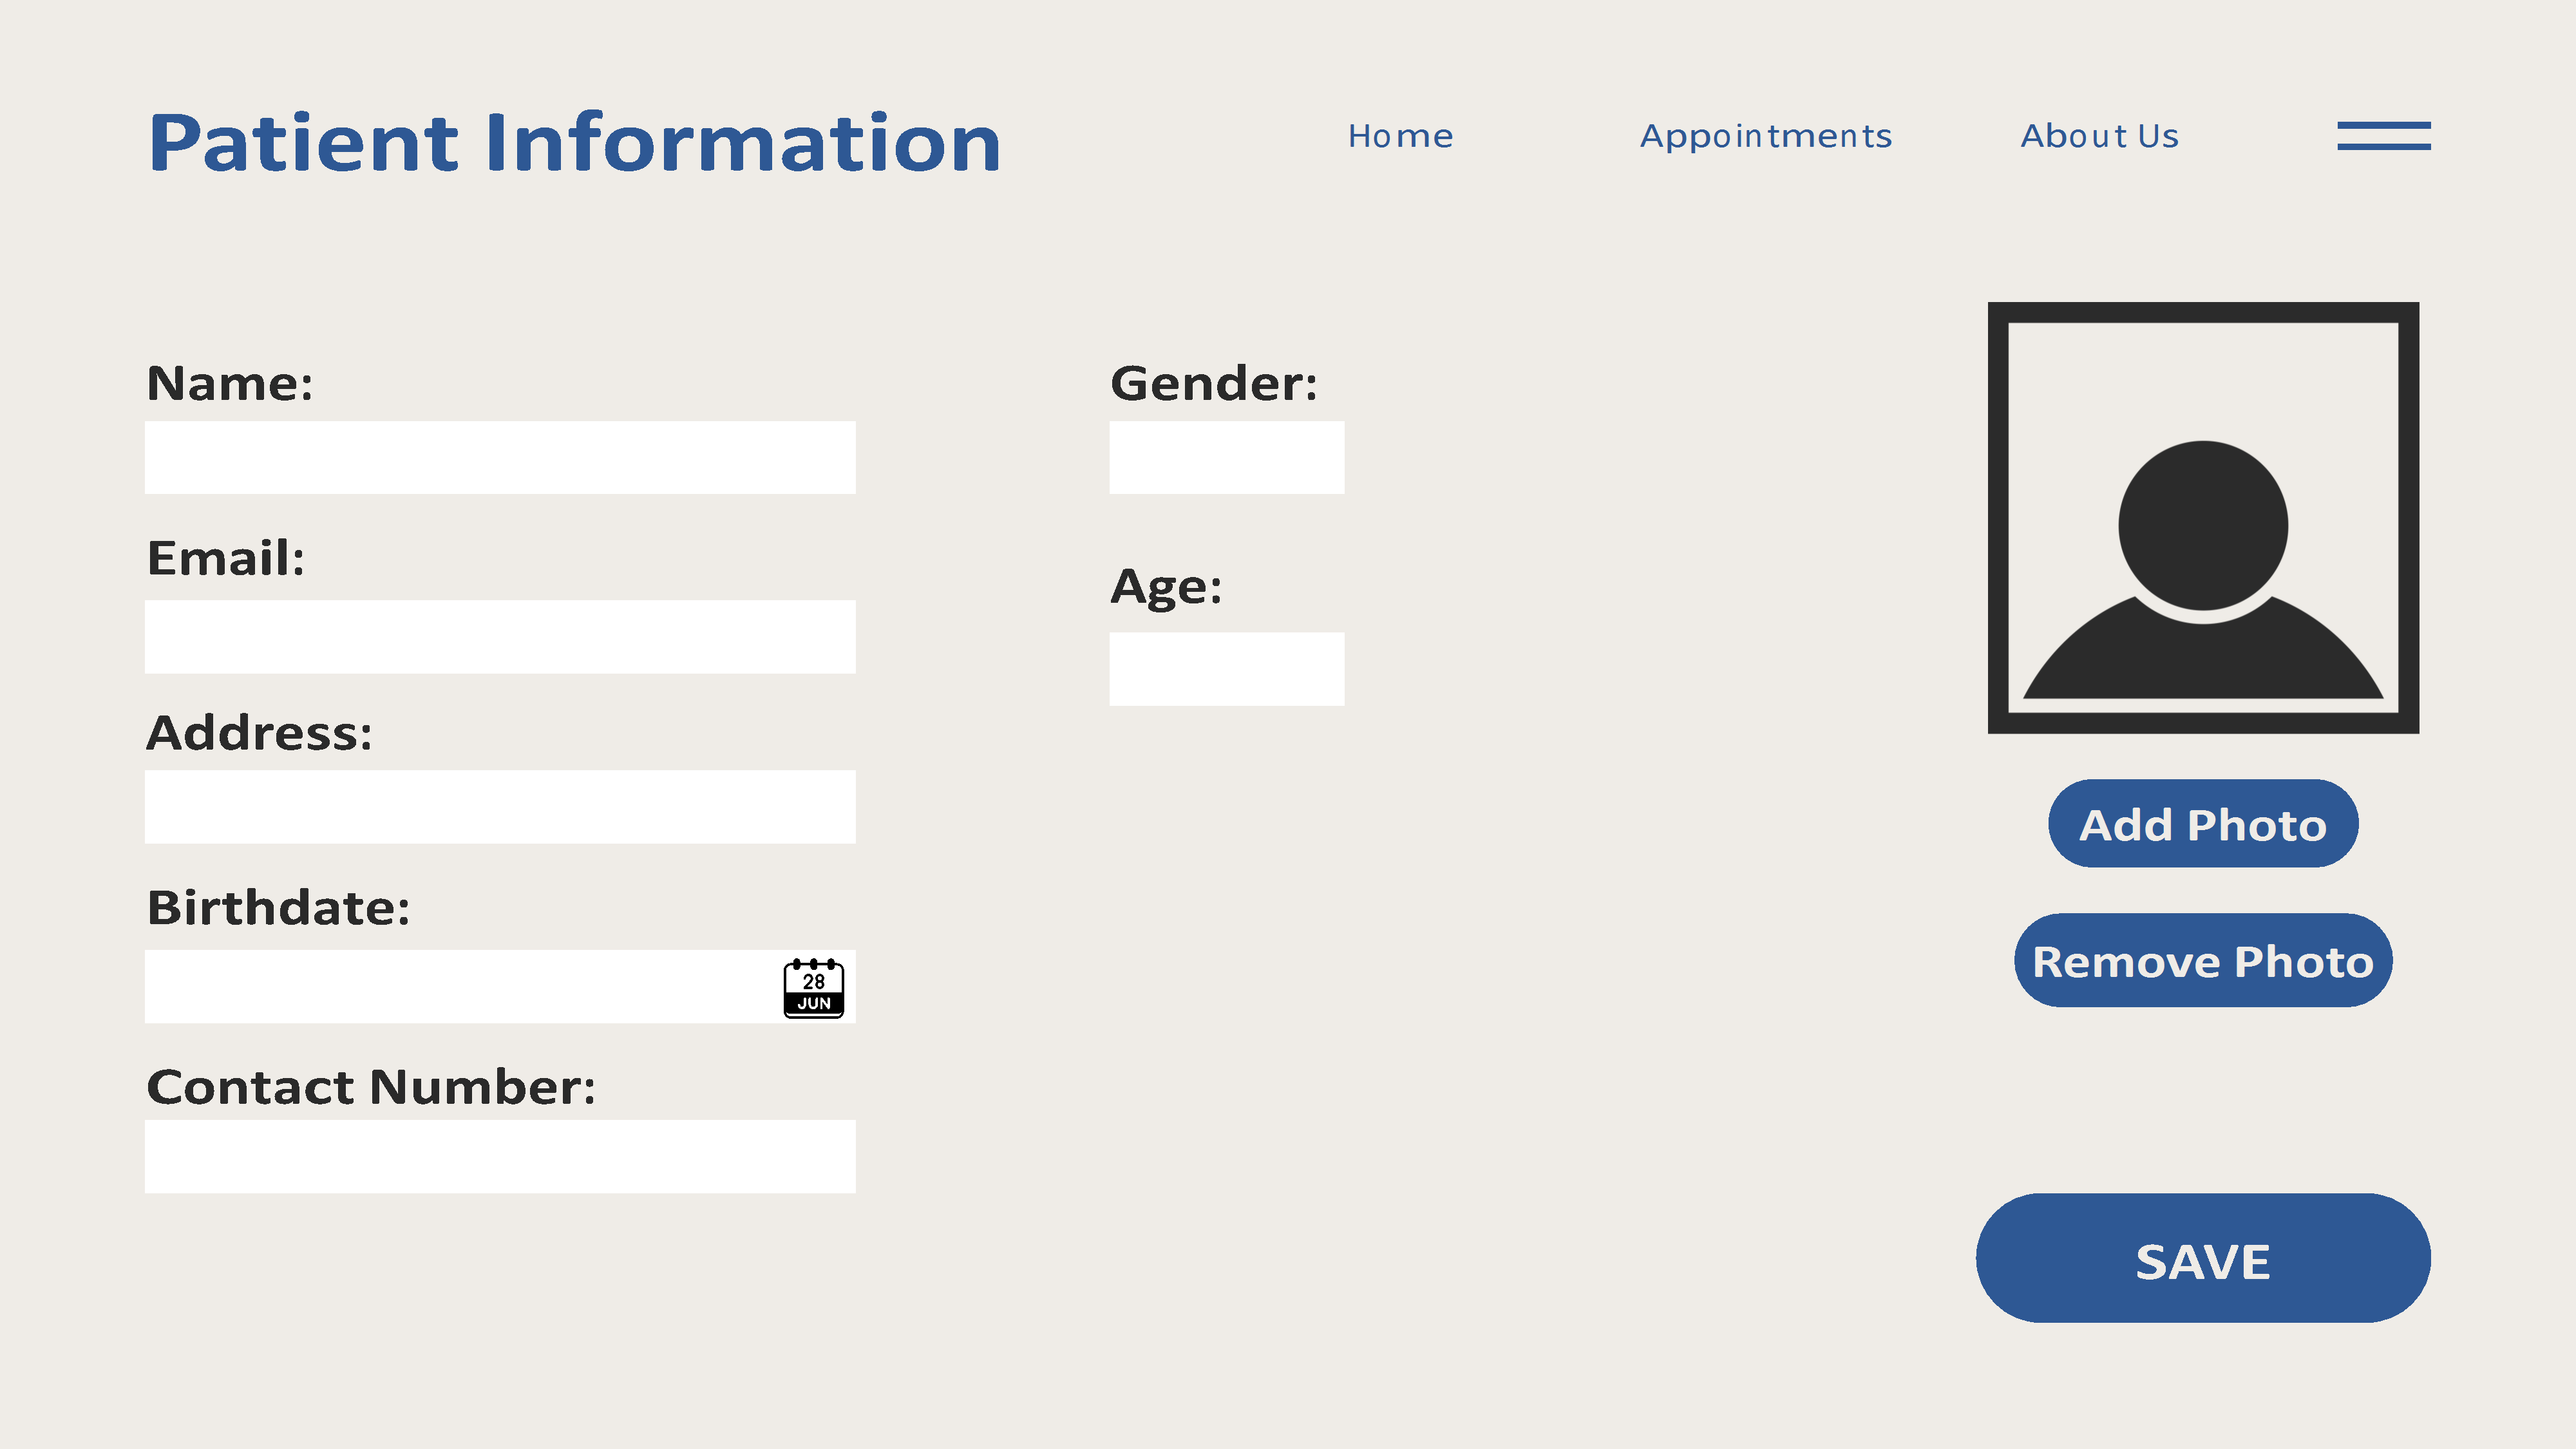 Patient Information
Home
Appointments
About Us
Name:
Gender:
Email:
Age:
Address:
Add Photo
Birthdate:
Remove Photo
28
JUN
Contact Number:
SAVE